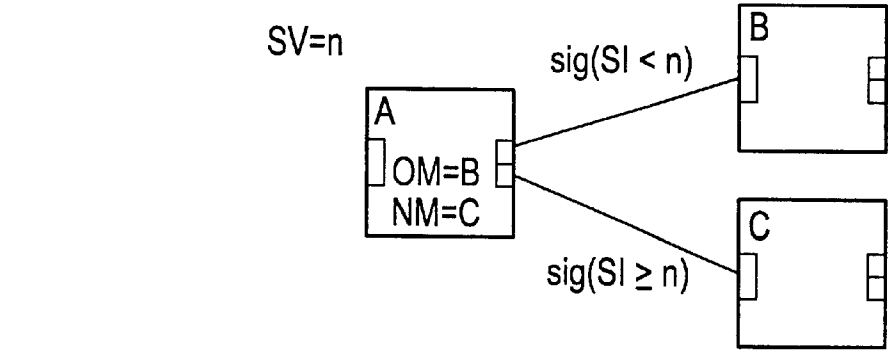 SV=n
B
sig(SI < n)
A
OM=B
NM=C
C
sig(SI ≥ n)